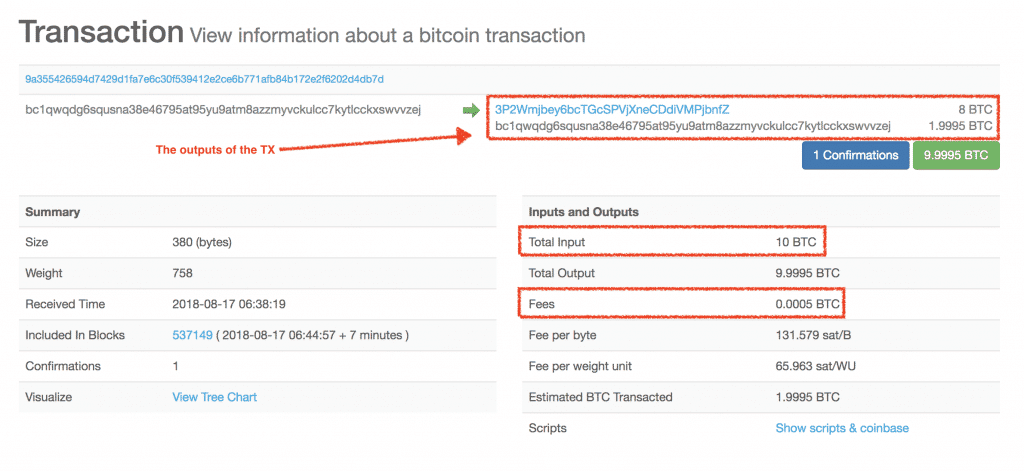 Transaction View information about a bitcoin transaction
9a355426594d7429d1fa7e6c30f539412e2ce6b771afb84b172e2f6202d4db7d
bc1qwqdg6squsna38e46795at95yu9atm8azzmyvckulcc7kytlcckxswvvzej 3P2Wmjbey6bcTGcSPVjXneCDdiVMPjbnfZ 8 BTC
bc1qwqdg6squsna38e46795at95yu9atm8azzmyvckulcc7kytlcckxswvvzej 1.9995 BTC
The outputs of the TX
1 Confirmations 9.9995 BTC
Summary
Size 380 (bytes)
Weight 758
Received Time 2018-08-17 06:38:19
Included In Blocks 537149 ( 2018-08-17 06:44:57 + 7 minutes )
Confirmations 1
Visualize View Tree Chart
Inputs and Outputs
Total Input 10 BTC
Total Output 9.9995 BTC
Fees 0.0005 BTC
Fee per byte 131.579 sat/B
Fee per weight unit 65.963 sat/WU
Estimated BTC Transacted 1.9995 BTC
Scripts Show scripts & coinbase